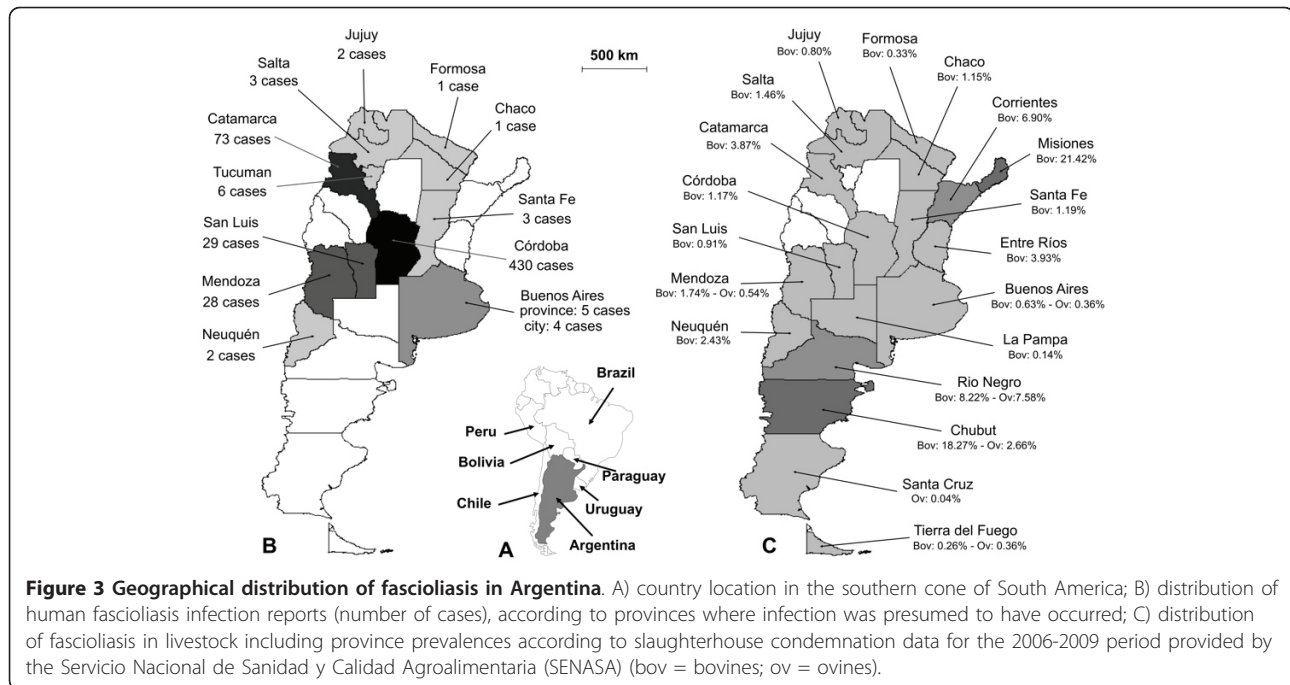 Jujuy
2 cases
Salta
3 cases
Formosa
1 case
Catamarca
73 cases
Chaco
1 case
Tucuman
6 cases
Santa Fe
3 cases
San Luis
29 cases
Córdoba
430 cases
Mendoza
28 cases
Buenos Aires
province: 5 cases
city: 4 cases
Neuquén
2 cases
B
500 km
Brazil
Peru
Bolivia
Paraguay
Chile
Uruguay
Argentina
A
Jujuy
Bov: 0.80%
Formosa
Bov: 0.33%
Salta
Bov: 1.46%
Chaco
Bov: 1.15%
Corrientes
Bov: 6.90%
Catamarca
Bov: 3.87%
Misiones
Bov: 21.42%
Córdoba
Bov: 1.17%
Santa Fe
Bov: 1.19%
San Luis
Bov: 0.91%
Entre Ríos
Bov: 3.93%
Mendoza
Bov: 1.74% - Ov: 0.54%
Buenos Aires
Bov: 0.63% - Ov: 0.36%
Neuquén
Bov: 2.43%
La Pampa
Bov: 0.14%
Rio Negro
Bov: 8.22% - Ov:7.58%
Chubut
Bov: 18.27% - Ov: 2.66%
Santa Cruz
Ov: 0.04%
Tierra del Fuego
Bov: 0.26% - Ov: 0.36%
C
Figure 3 Geographical distribution of fascioliasis in Argentina. A) country location in the southern cone of South America; B) distribution of
human fascioliasis infection reports (number of cases), according to provinces where infection was presumed to have occurred; C) distribution
of fascioliasis in livestock including province prevalences according to slaughterhouse condemnation data for the 2006-2009 period provided by
the Servicio Nacional de Sanidad y Calidad Agroalimentaria (SENASA) (bov = bovines; ov = ovines).